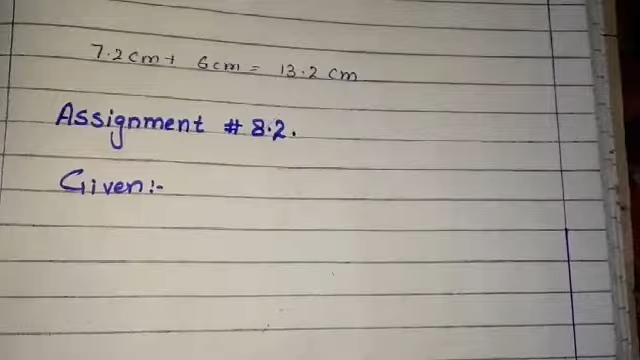 7.2cm+ 6cm = 13.2 cm
Assignment # 8.2.
Given:-